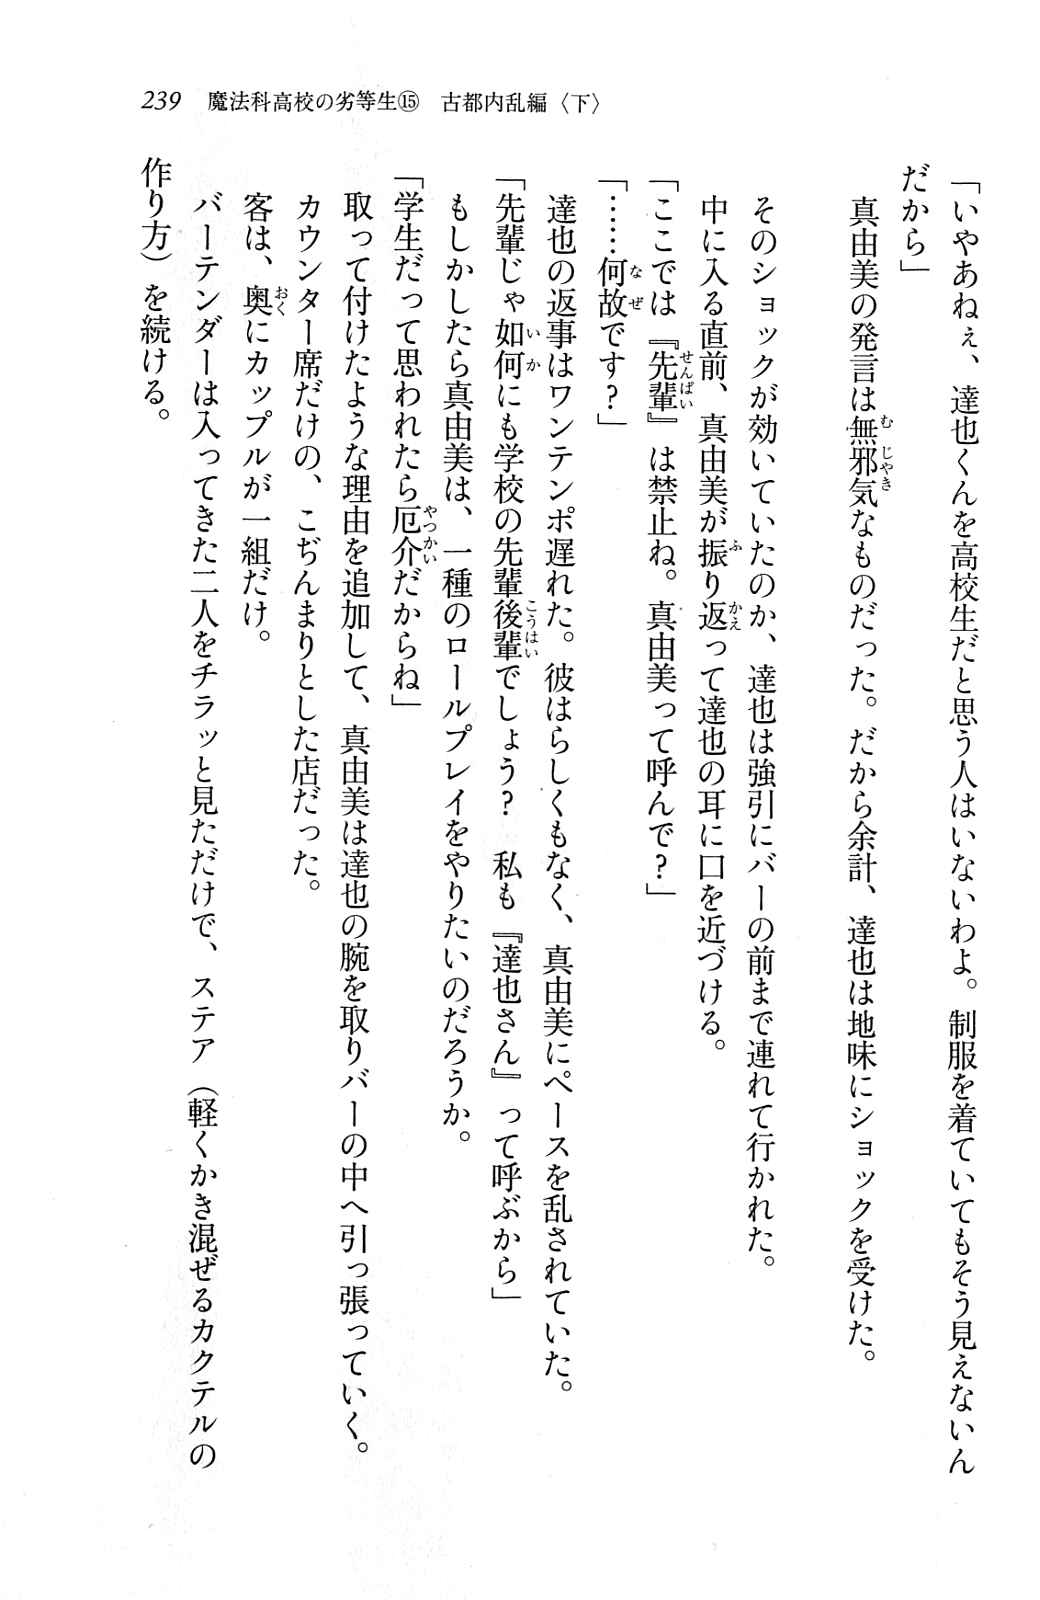 239　魔法科高校の劣等生⑮　古都内乱編〈下〉
「いやあねぇ、達也くんを高校生だと思う人はいないわよ。制服を着ていてもそう見えないん
だから」
　真由美の発言は無邪気なものだった。だから余計、達也は地味にショックを受けた。
　そのショックが効いていたのか、達也は強引にバーの前まで連れて行かれた。
　中に入る直前、真由美が振り返って達也の耳に口を近づける。
「ここでは『先輩』は禁止ね。真由美って呼んで？」
「……何故です？」
　達也の返事はワンテンポ遅れた。彼はらしくもなく、真由美にペースを乱されていた。
「先輩じゃ如何にも学校の先輩後輩でしょう？　私も『達也さん』って呼ぶから」
　もしかしたら真由美は、一種のロールプレイをやりたいのだろうか。
「学生だって思われたら厄介だからね」
　取って付けたような理由を追加して、真由美は達也の腕を取りバーの中へ引っ張っていく。
　カウンター席だけの、こぢんまりとした店だった。
　客は、奥にカップルが一組だけ。
　バーテンダーは入ってきた二人をチラッと見ただけで、ステア（軽くかき混ぜるカクテルの
作り方）を続ける。